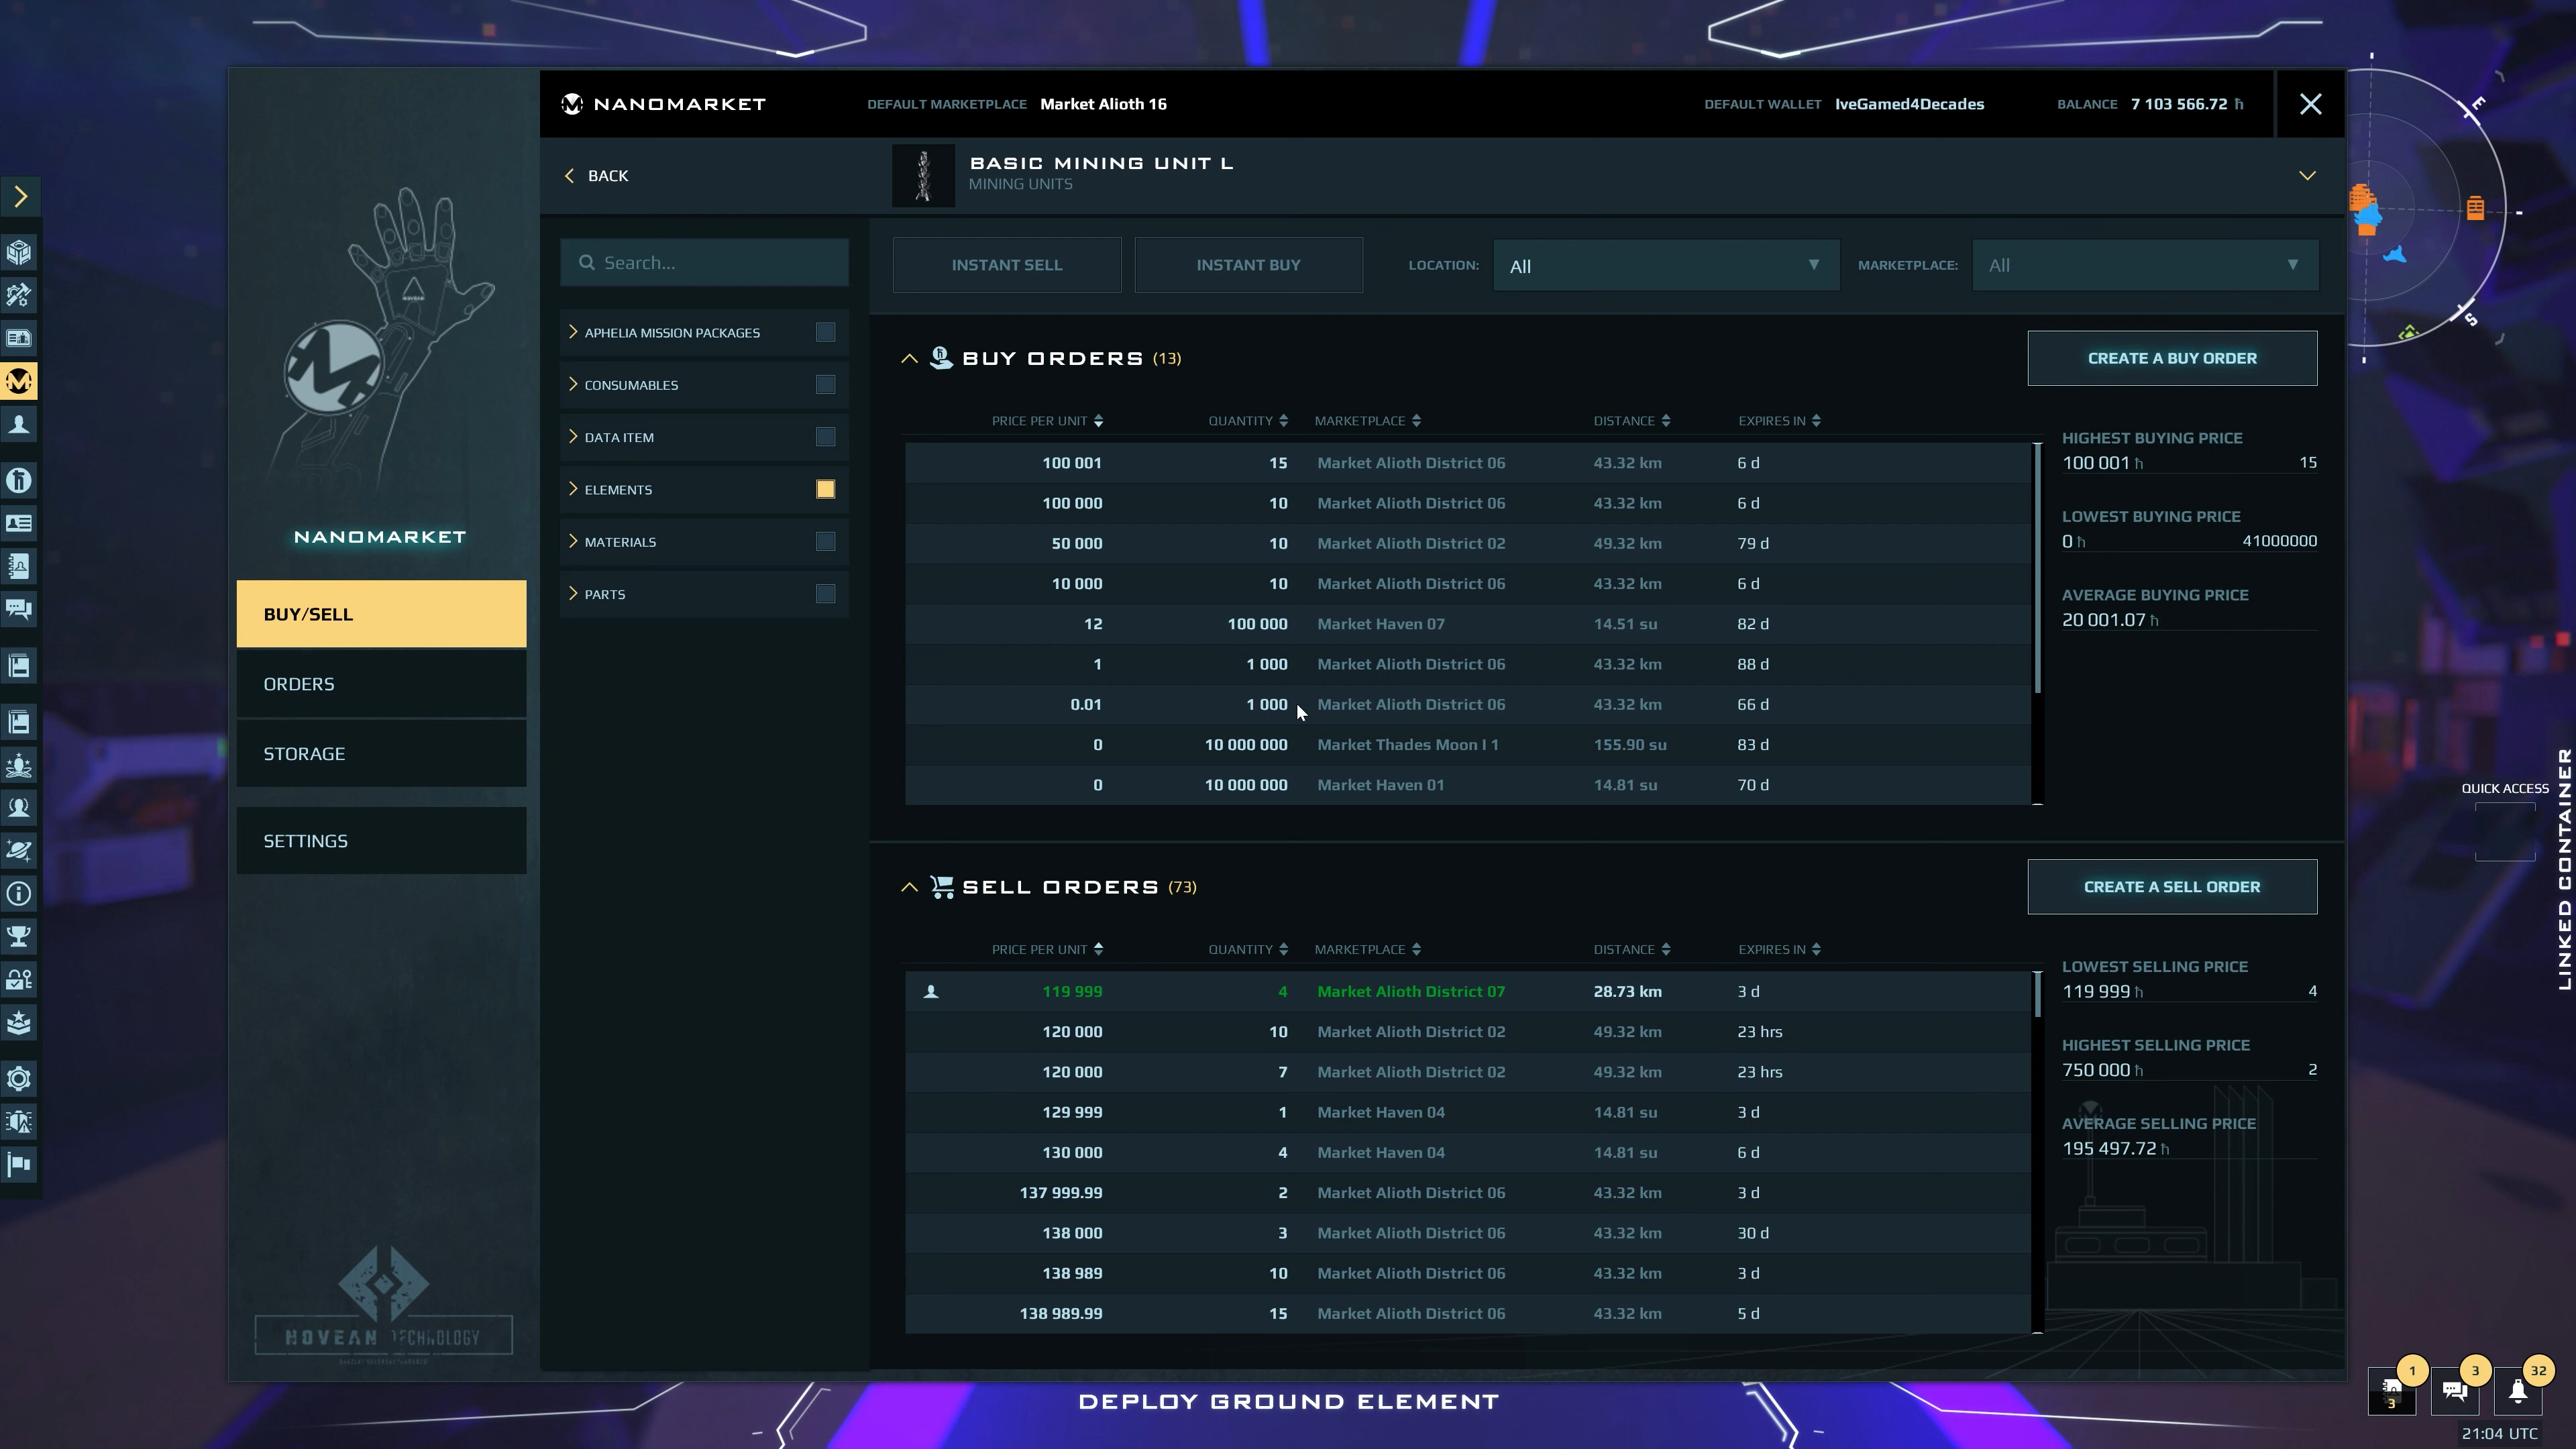 NANOMARKET
DEFAULT MARKETPLACE Market Alioth 16
DEFAULT WALLET IveGamed4Decades
BALANCE 7 103 566.72 ħ
BACK
BASIC MINING UNIT L
MINING UNITS
Search...
INSTANT SELL
INSTANT BUY
LOCATION: All
MARKETPLACE: All
APHELIA MISSION PACKAGES
CONSUMABLES
DATA ITEM
ELEMENTS
MATERIALS
PARTS
NANOMARKET
BUY/SELL
ORDERS
STORAGE
SETTINGS
NOVEAN TECHNOLOGY
BUY ORDERS (13)
CREATE A BUY ORDER
PRICE PER UNIT QUANTITY MARKETPLACE DISTANCE EXPIRES IN
100 001 15 Market Alioth District 06 43.32 km 6 d
100 000 10 Market Alioth District 06 43.32 km 6 d
50 000 10 Market Alioth District 02 49.32 km 79 d
10 000 10 Market Alioth District 06 43.32 km 6 d
12 100 000 Market Haven 07 14.51 su 82 d
1 1 000 Market Alioth District 06 43.32 km 88 d
0.01 1 000 Market Alioth District 06 43.32 km 66 d
0 10 000 000 Market Thades Moon I 1 155.90 su 83 d
0 10 000 000 Market Haven 01 14.81 su 70 d
HIGHEST BUYING PRICE
100 001 ħ 15
LOWEST BUYING PRICE
0 ħ 41000000
AVERAGE BUYING PRICE
20 001.07 ħ
SELL ORDERS (73)
CREATE A SELL ORDER
PRICE PER UNIT QUANTITY MARKETPLACE DISTANCE EXPIRES IN
119 999 4 Market Alioth District 07 28.73 km 3 d
120 000 10 Market Alioth District 02 49.32 km 23 hrs
120 000 7 Market Alioth District 02 49.32 km 23 hrs
129 999 1 Market Haven 04 14.81 su 3 d
130 000 4 Market Haven 04 14.81 su 6 d
137 999.99 2 Market Alioth District 06 43.32 km 3 d
138 000 3 Market Alioth District 06 43.32 km 30 d
138 989 10 Market Alioth District 06 43.32 km 3 d
138 989.99 15 Market Alioth District 06 43.32 km 5 d
LOWEST SELLING PRICE
119 999 ħ 4
HIGHEST SELLING PRICE
750 000 ħ 2
AVERAGE SELLING PRICE
195 497.72 ħ
E
S
QUICK ACCESS
LINKED CONTAINER
DEPLOY GROUND ELEMENT
1 3 32
3
21:04 UTC